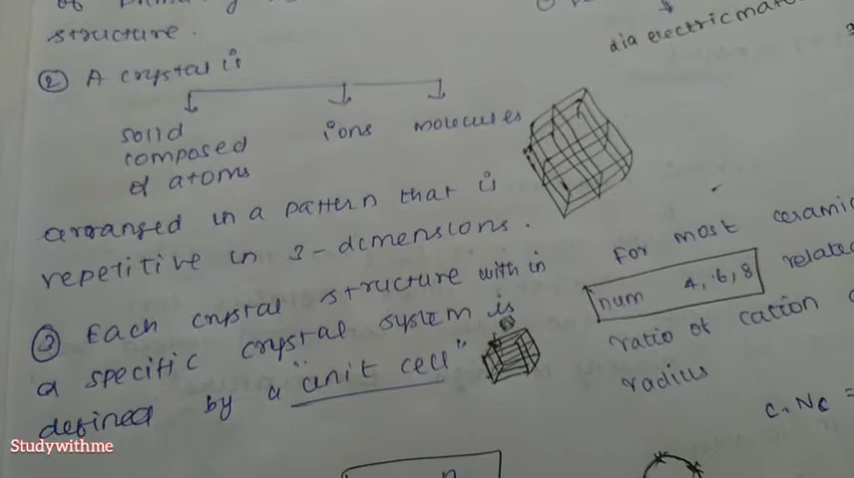 structure.
② A crystal is
solid ions molecules
composed
of atoms
arranged in a pattern that is
repetitive in 3-dimensions.
③ Each crystal structure with in
a specific crystal system is
defined by a "unit cell"
dia electric mat
For most ceramic
num 4, 6, 8 related
ratio of cation
radius
C.Nc =
n
Studywithme